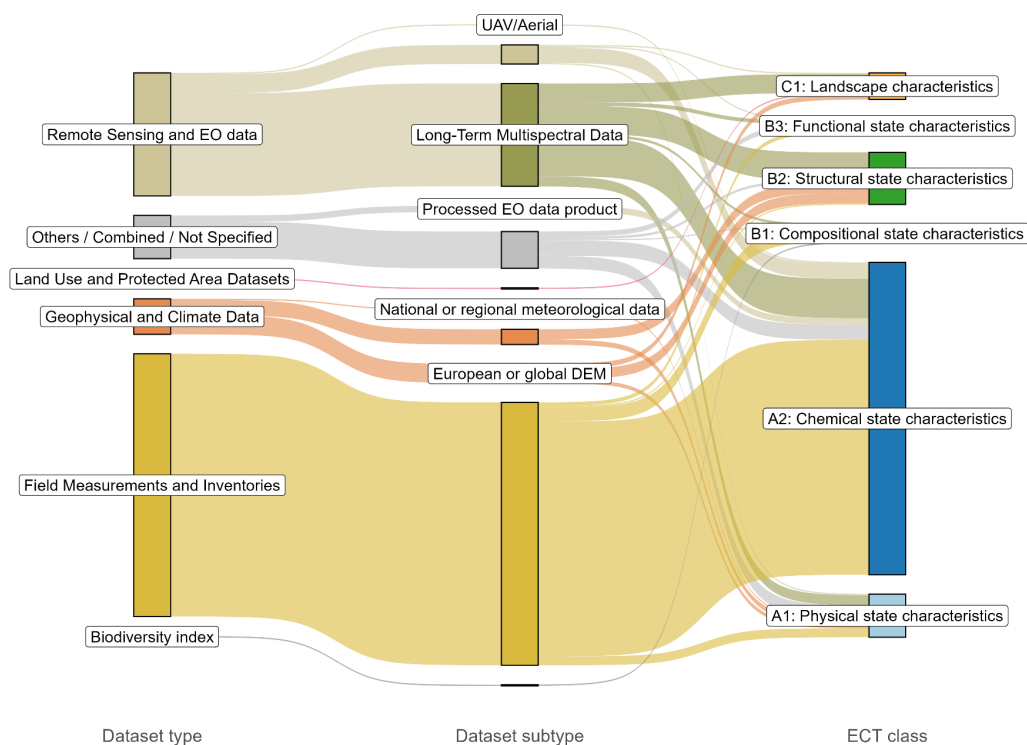 UAV/Aerial
C1: Landscape characteristics
Remote Sensing and EO data
Long-Term Multispectral Data
B3: Functional state characteristics
B2: Structural state characteristics
Processed EO data product
Others / Combined / Not Specified
B1: Compositional state characteristics
Land Use and Protected Area Datasets
National or regional meteorological data
Geophysical and Climate Data
European or global DEM
A2: Chemical state characteristics
Field Measurements and Inventories
A1: Physical state characteristics
Biodiversity index
Dataset type
Dataset subtype
ECT class